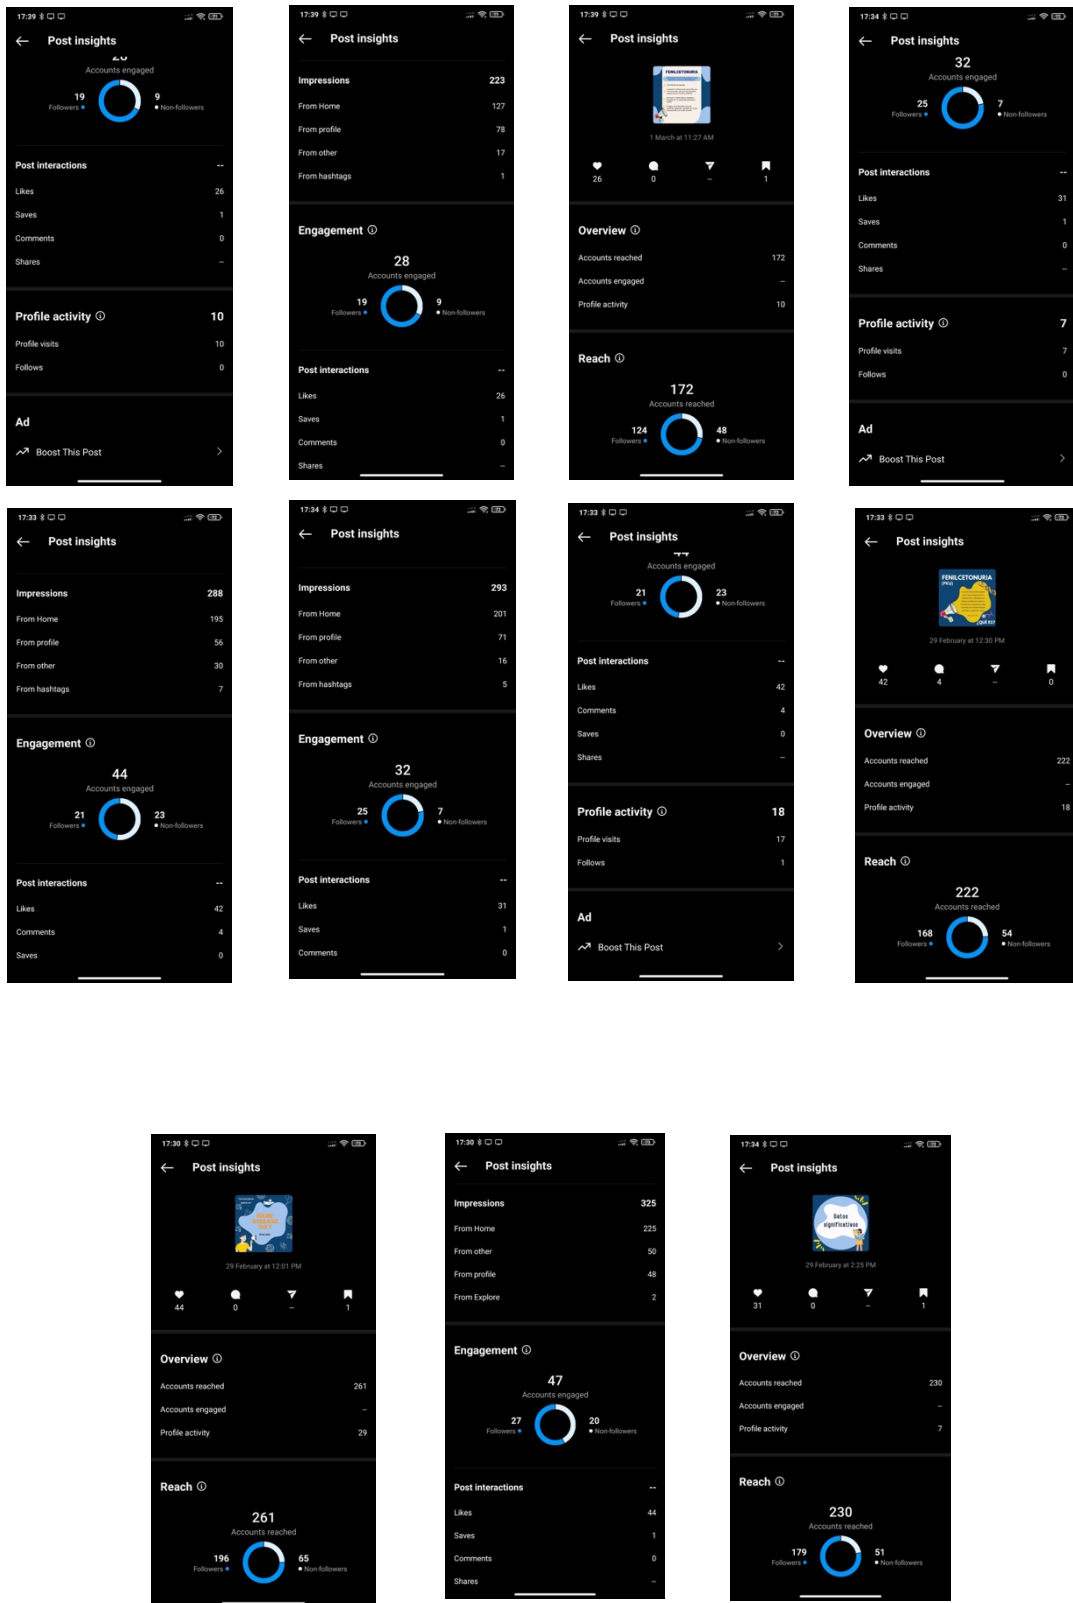 17:39
Post insights
28
Accounts engaged
19
Followers
9
Non-followers
Post interactions --
Likes 26
Saves 1
Comments 0
Shares --
Profile activity 10
Profile visits 10
Follows 0
Ad
Boost This Post
17:39
Post insights
Impressions 223
From Home 127
From profile 78
From other 17
From hashtags 1
Engagement
28
Accounts engaged
19
Followers
9
Non-followers
Post interactions --
Likes 26
Saves 1
Comments 0
Shares --
17:39
Post insights
FENILCETONURIA
1 March at 11:27 AM
26 0 -- 1
Overview
Accounts reached 172
Accounts engaged --
Profile activity 10
Reach
172
Accounts reached
124
Followers
48
Non-followers
17:34
Post insights
32
Accounts engaged
25
Followers
7
Non-followers
Post interactions --
Likes 31
Saves 1
Comments 0
Shares --
Profile activity 7
Profile visits 7
Follows 0
Ad
Boost This Post
17:33
Post insights
Impressions 288
From Home 195
From profile 56
From other 30
From hashtags 7
Engagement
44
Accounts engaged
21
Followers
23
Non-followers
Post interactions --
Likes 42
Comments 4
Saves 0
17:34
Post insights
Impressions 293
From Home 201
From profile 71
From other 16
From hashtags 5
Engagement
32
Accounts engaged
25
Followers
7
Non-followers
Post interactions --
Likes 31
Saves 1
Comments 0
17:33
Post insights
44
Accounts engaged
21
Followers
23
Non-followers
Post interactions --
Likes 42
Comments 4
Saves 0
Shares --
Profile activity 18
Profile visits 17
Follows 1
Ad
Boost This Post
17:33
Post insights
FENILCETONURIA
(PKU)
¿QUÉ ES?
29 February at 12:30 PM
42 4 -- 0
Overview
Accounts reached 222
Accounts engaged --
Profile activity 18
Reach
222
Accounts reached
168
Followers
54
Non-followers
17:30
Post insights
RARE
DISEASE
DAY
29 February at 12:01 PM
44 0 -- 1
Overview
Accounts reached 261
Accounts engaged --
Profile activity 29
Reach
261
Accounts reached
196
Followers
65
Non-followers
17:30
Post insights
Impressions 325
From Home 225
From other 50
From profile 48
From Explore 2
Engagement
47
Accounts engaged
27
Followers
20
Non-followers
Post interactions --
Likes 44
Saves 1
Comments 0
Shares --
17:34
Post insights
Datos
significativos
29 February at 2:25 PM
31 0 -- 1
Overview
Accounts reached 230
Accounts engaged --
Profile activity 7
Reach
230
Accounts reached
179
Followers
51
Non-followers